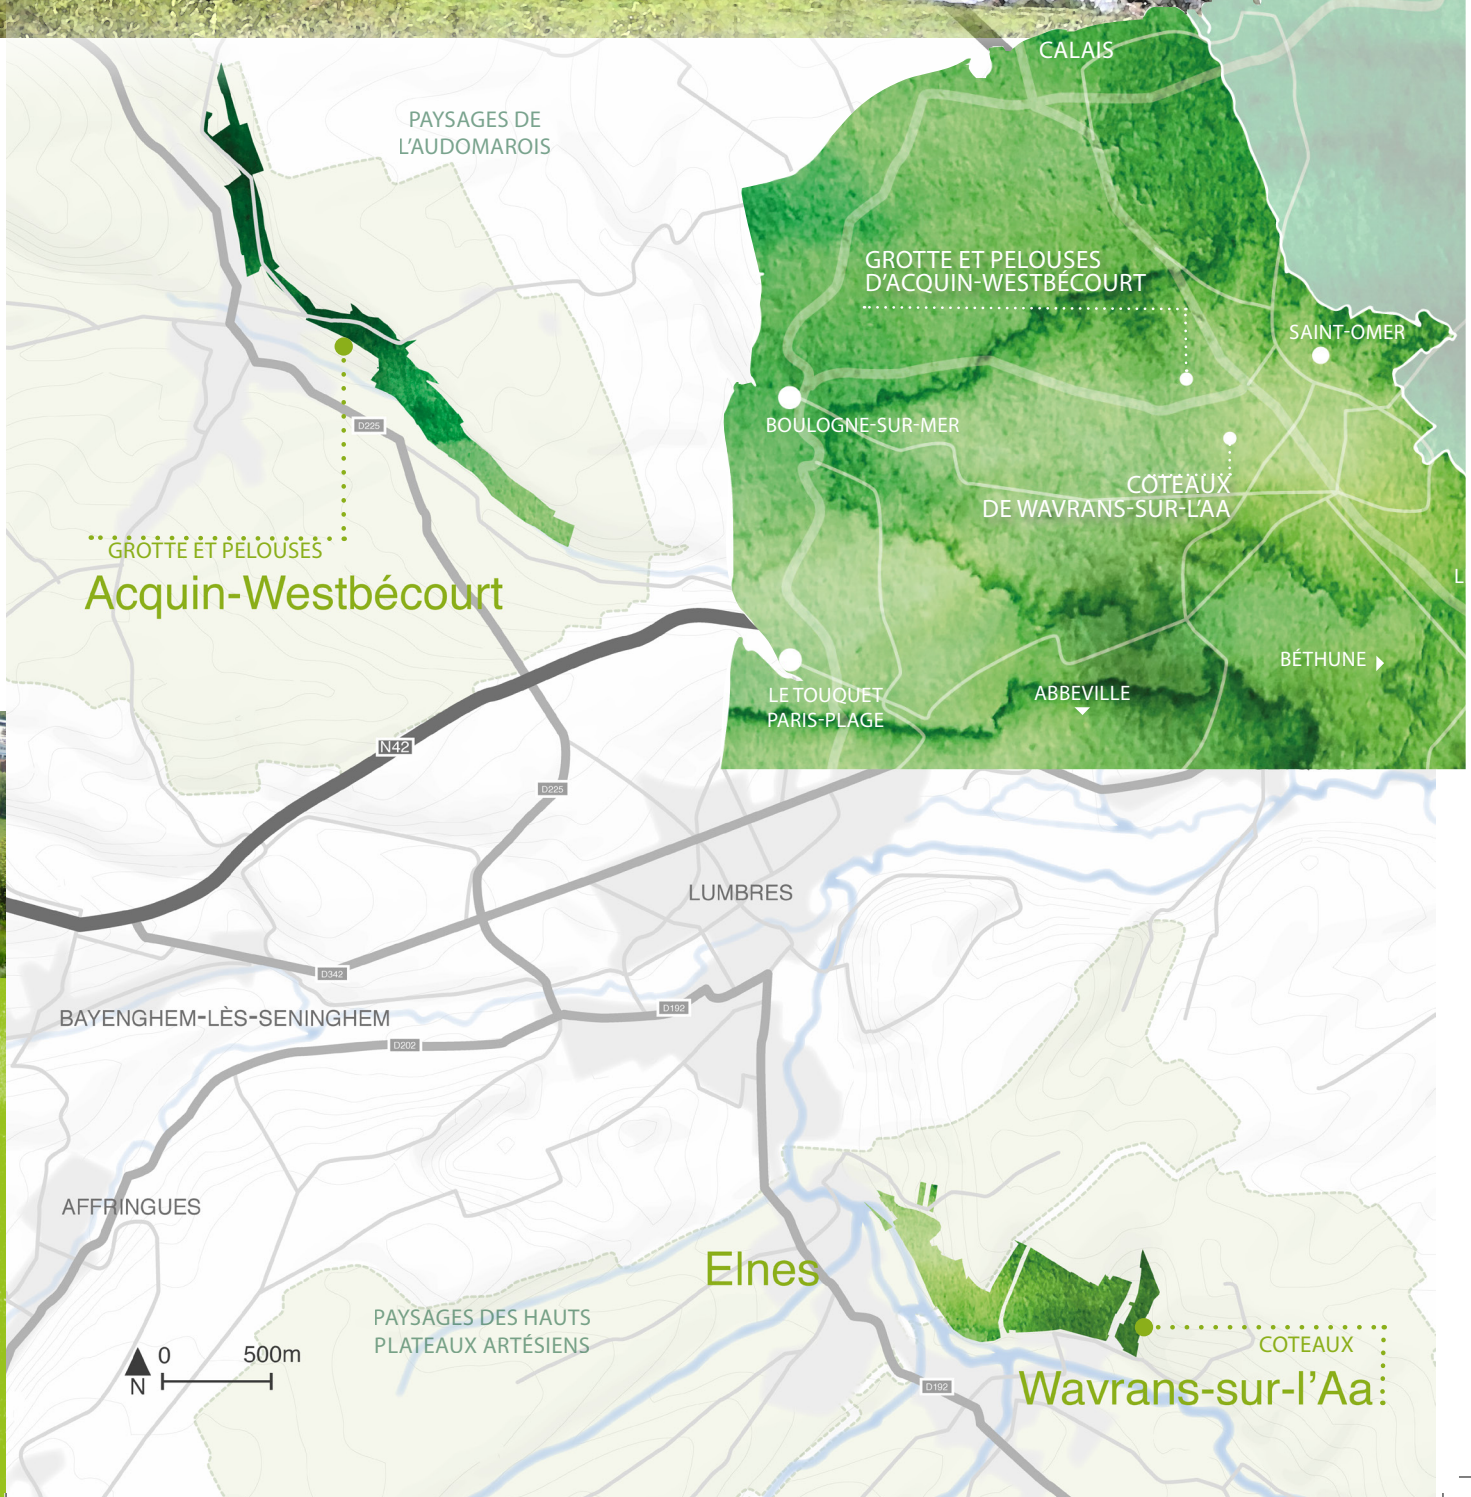 CALAIS
PAYSAGES DE
L'AUDOMAROIS
GROTTE ET PELOUSES
D'ACQUIN-WESTBÉCOURT
SAINT-OMER
BOULOGNE-SUR-MER
D225
COTEAUX
DE WAVRANS-SUR-L'AA
GROTTE ET PELOUSES
Acquin-Westbécourt
L
BÉTHUNE
LE TOUQUET
PARIS-PLAGE
ABBEVILLE
N42
D225
LUMBRES
D342
D192
BAYENGHEM-LÈS-SENINGHEM
D202
AFFRINGUES
Elnes
PAYSAGES DES HAUTS
PLATEAUX ARTÉSIENS
0 500m
N
COTEAUX
Wavrans-sur-l'Aa
D192